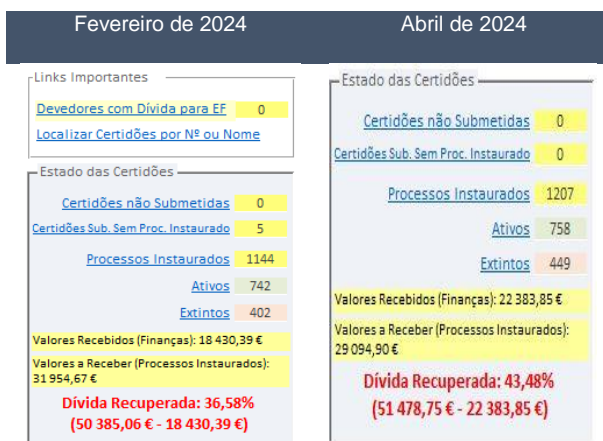 Fevereiro de 2024
Links Importantes
Devedores com Dívida para EF 0
Localizar Certidões por Nº ou Nome
Estado das Certidões
Certidões não Submetidas 0
Certidões Sub. Sem Proc. Instaurado 5
Processos Instaurados 1144
Ativos 742
Extintos 402
Valores Recebidos (Finanças): 18 430,39 €
Valores a Receber (Processos Instaurados):
31 954,67 €
Dívida Recuperada: 36,58%
(50 385,06 € - 18 430,39 €)
Abril de 2024
Estado das Certidões
Certidões não Submetidas 0
Certidões Sub. Sem Proc. Instaurado 0
Processos Instaurados 1207
Ativos 758
Extintos 449
Valores Recebidos (Finanças): 22 383,85 €
Valores a Receber (Processos Instaurados):
29 094,90 €
Dívida Recuperada: 43,48%
(51 478,75 € - 22 383,85 €)